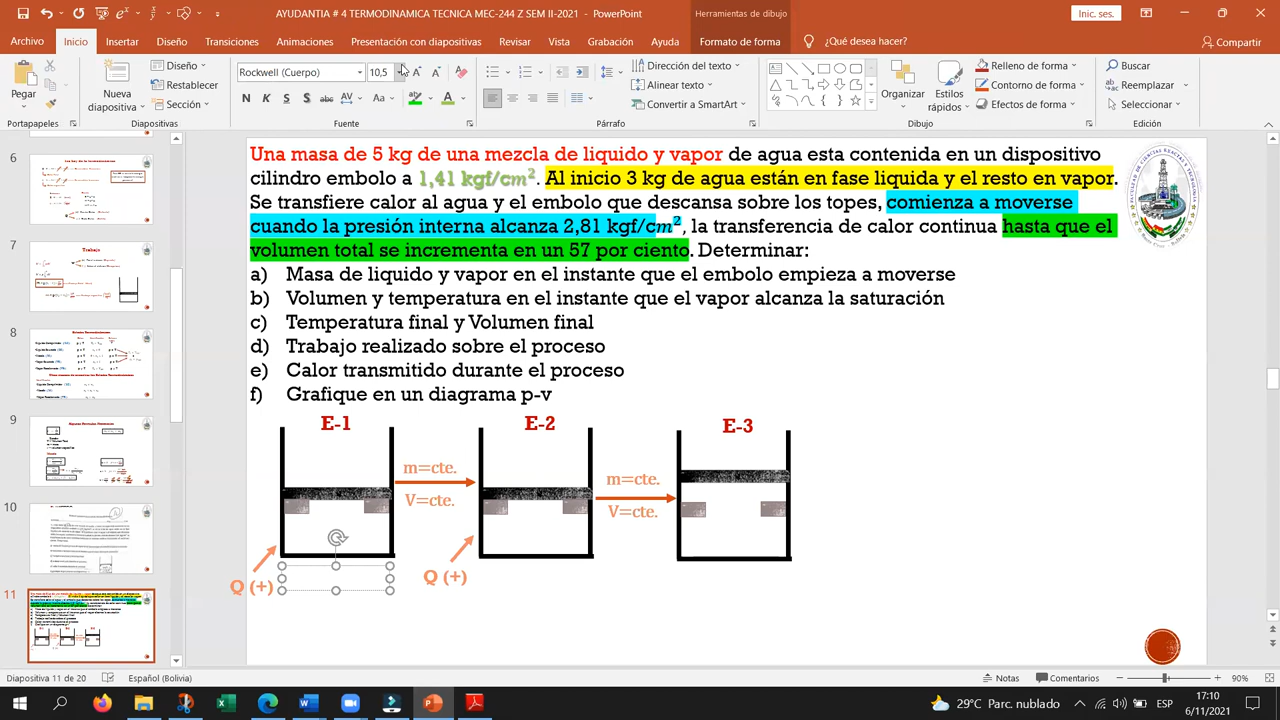 AYUDANTIA # 4 TERMODINAMICA TECNICA MEC-244 Z SEM II-2021 - PowerPoint
Herramientas de dibujo
Inic. ses.
Archivo Inicio Insertar Diseño Transiciones Animaciones Presentación con diapositivas Revisar Vista Grabación Ayuda Formato de forma ¿Qué desea hacer? Compartir
Pegar
Nueva diapositiva
Diseño
Restablecer
Sección
Rockwell (Cuerpo) 10,5
N K S S abc AV Aa A
Dirección del texto
Alinear texto
Convertir a SmartArt
Organizar
Estilos rápidos
Relleno de forma
Contorno de forma
Efectos de forma
Buscar
Reemplazar
Seleccionar
Portapapeles Diapositivas Fuente Párrafo Dibujo Edición
6
7
Trabajo
8
9
10
11
Una masa de 5 kg de una mezcla de liquido y vapor de agua esta contenida en un dispositivo
cilindro embolo a 1,41 kgf/cm². Al inicio 3 kg de agua están en fase liquida y el resto en vapor.
Se transfiere calor al agua y el embolo que descansa sobre los topes, comienza a moverse
cuando la presión interna alcanza 2,81 kgf/cm², la transferencia de calor continua hasta que el
volumen total se incrementa en un 57 por ciento. Determinar:
a) Masa de liquido y vapor en el instante que el embolo empieza a moverse
b) Volumen y temperatura en el instante que el vapor alcanza la saturación
c) Temperatura final y Volumen final
d) Trabajo realizado sobre el proceso
e) Calor transmitido durante el proceso
f) Grafique en un diagrama p-v
E-1 E-2 E-3
m=cte. m=cte.
V=cte. V=cte.
Q (+) Q (+)
Diapositiva 11 de 20 Español (Bolivia) Notas Comentarios 90%
29°C Parc. nublado ESP 17:10
6/11/2021